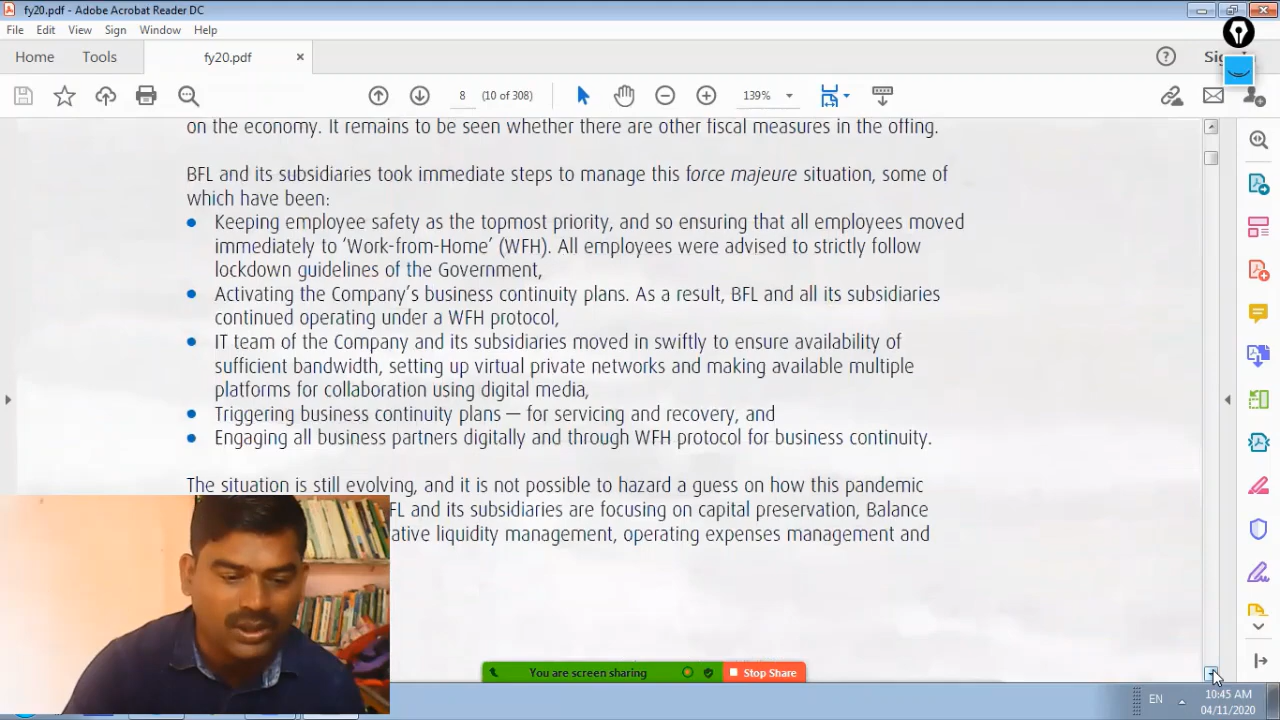 fy20.pdf - Adobe Acrobat Reader DC
File Edit View Sign Window Help
Home Tools fy20.pdf ×
8 (10 of 308) 139%
on the economy. It remains to be seen whether there are other fiscal measures in the offing.
BFL and its subsidiaries took immediate steps to manage this force majeure situation, some of
which have been:
• Keeping employee safety as the topmost priority, and so ensuring that all employees moved
immediately to ‘Work-from-Home’ (WFH). All employees were advised to strictly follow
lockdown guidelines of the Government,
• Activating the Company’s business continuity plans. As a result, BFL and all its subsidiaries
continued operating under a WFH protocol,
• IT team of the Company and its subsidiaries moved in swiftly to ensure availability of
sufficient bandwidth, setting up virtual private networks and making available multiple
platforms for collaboration using digital media,
• Triggering business continuity plans — for servicing and recovery, and
• Engaging all business partners digitally and through WFH protocol for business continuity.
The situation is still evolving, and it is not possible to hazard a guess on how this pandemic
FL and its subsidiaries are focusing on capital preservation, Balance
ative liquidity management, operating expenses management and
You are screen sharing Stop Share
EN 10:45 AM
04/11/2020